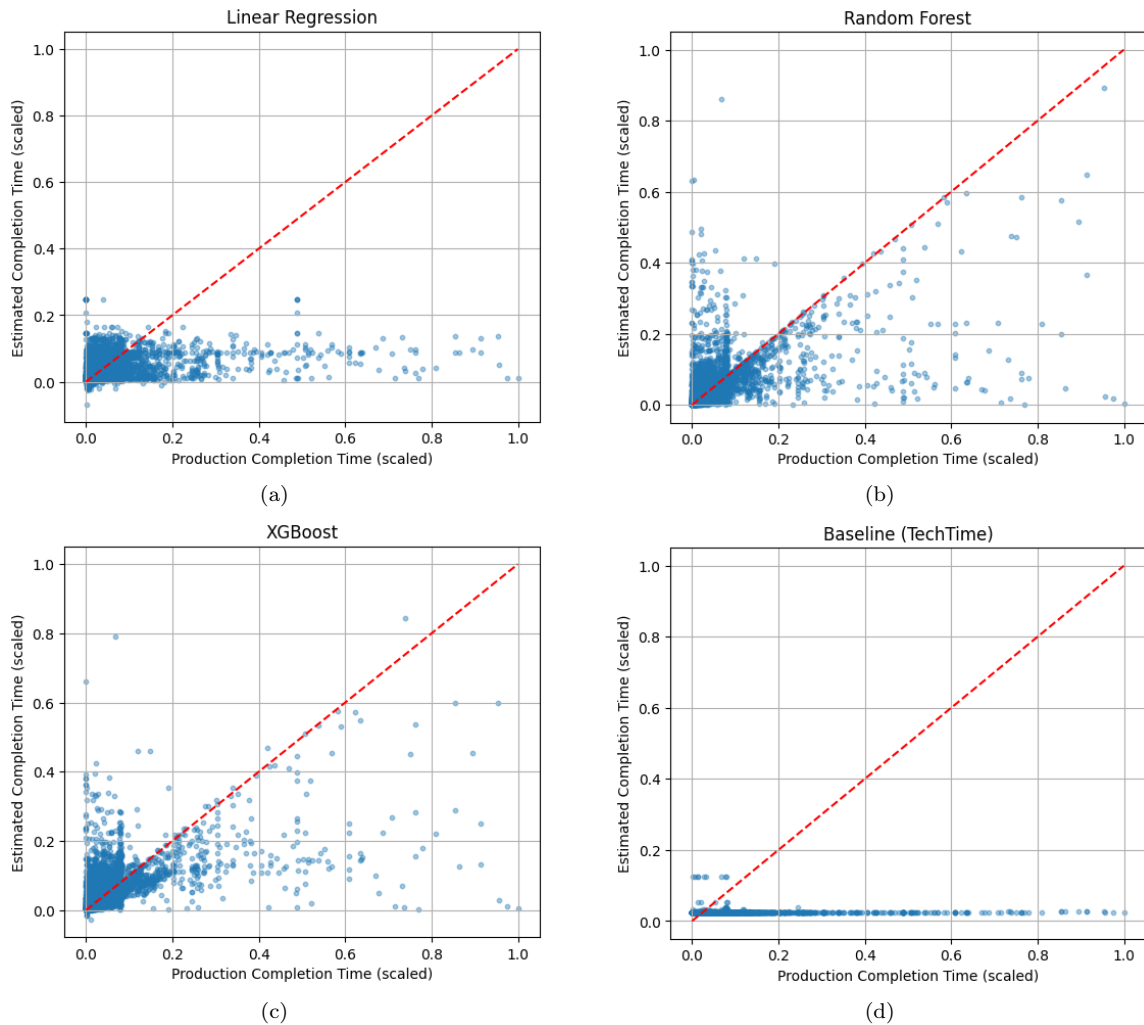 Linear Regression
1.0
0.8
0.6
0.4
0.2
0.0
Estimated Completion Time (scaled)
0.0 0.2 0.4 0.6 0.8 1.0
Production Completion Time (scaled)
(a)
Random Forest
1.0
0.8
0.6
0.4
0.2
0.0
Estimated Completion Time (scaled)
0.0 0.2 0.4 0.6 0.8 1.0
Production Completion Time (scaled)
(b)
XGBoost
1.0
0.8
0.6
0.4
0.2
0.0
Estimated Completion Time (scaled)
0.0 0.2 0.4 0.6 0.8 1.0
Production Completion Time (scaled)
(c)
Baseline (TechTime)
1.0
0.8
0.6
0.4
0.2
0.0
Estimated Completion Time (scaled)
0.0 0.2 0.4 0.6 0.8 1.0
Production Completion Time (scaled)
(d)